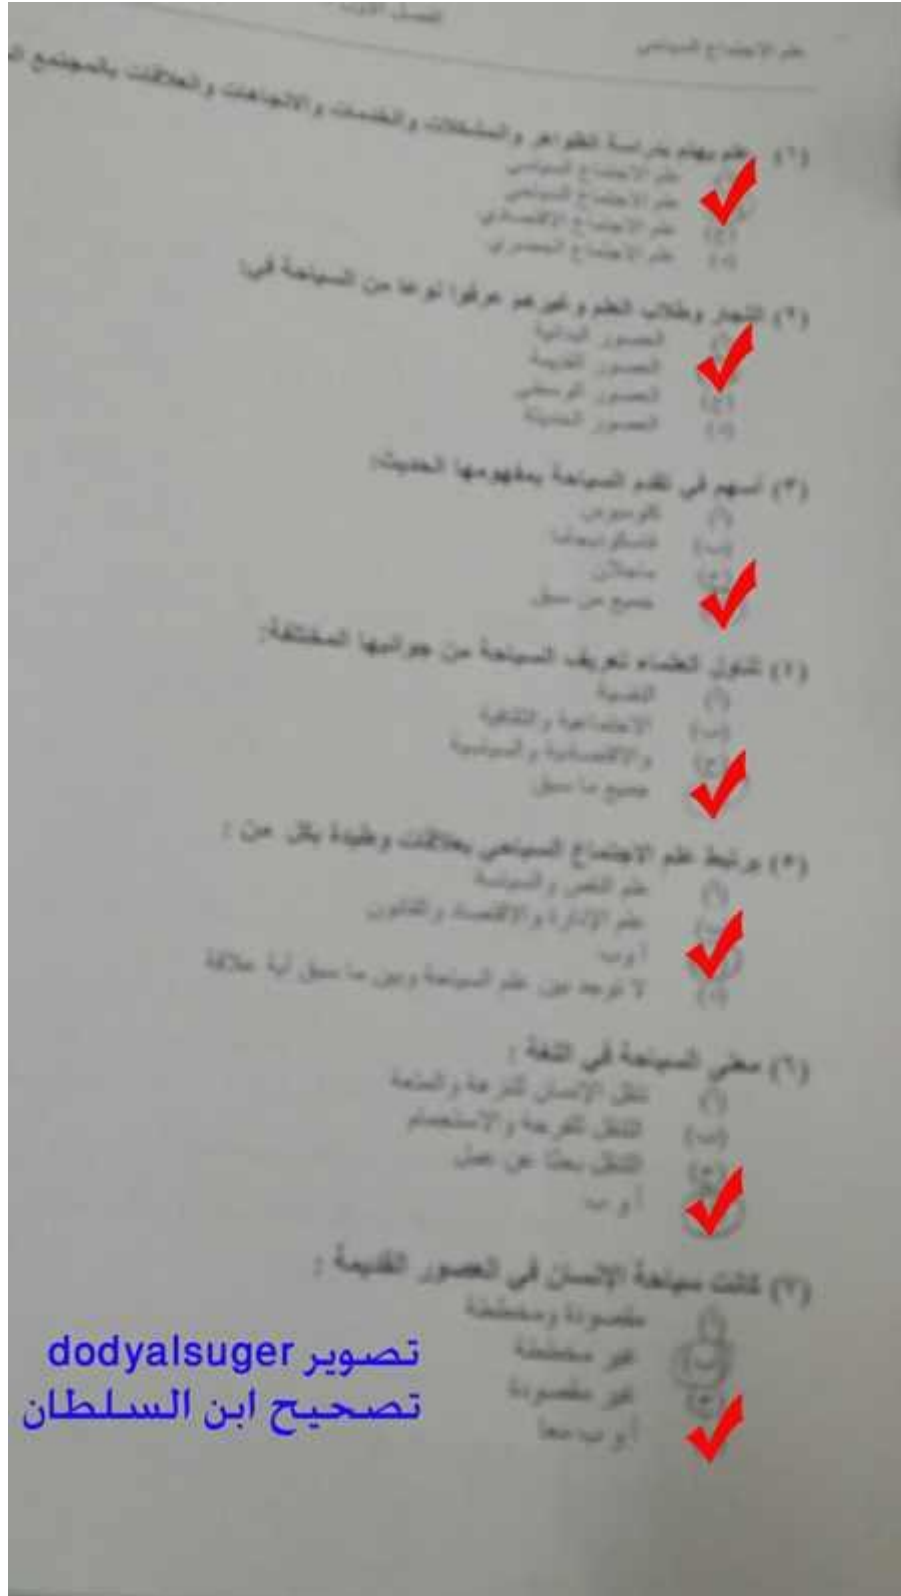 الفصل الأول
علم الاجتماع السياحي
(١) علم يهتم بدراسة الظواهر والمشكلات والخدمات والاتجاهات والعلاقات بالمجتمع
(أ) علم الاجتماع السياسي
علم الاجتماع السياحي
(ج) علم الاجتماع الاقتصادي
(د) علم الاجتماع الحضري
(٢) التجار وطلاب العلم وغيرهم عرفوا نوعا من السياحة في:
(أ) العصور البدائية
العصور القديمة
(ج) العصور الوسطى
(د) العصور الحديثة
(٣) أسهم في تقدم السياحة بمفهومها الحديث:
(أ) كلومبوس
(ب) فاسكوديجاما
(ج) ماجلان
جميع من سبق
(٤) تناول العلماء تعريف السياحة من جوانبها المختلفة:
(أ) النفسية
(ب) الاجتماعية والثقافية
(ج) والاقتصادية والسياسية
جميع ما سبق
(٥) يرتبط علم الاجتماع السياحي بعلاقات وطيدة بكل من :
(أ) علم النفس والسياسة
(ب) علم الإدارة والاقتصاد والقانون
أ و ب
(د) لا توجد بين علم السياحة وبين ما سبق أية علاقة
(٦) معنى السياحة في اللغة :
(أ) تنقل الإنسان للنزهة والمتعة
(ب) التنقل للفرجة والاستجمام
(ج) التنقل بحثا عن عمل
أ و ب
(٧) كانت سياحة الإنسان في العصور القديمة :
(أ) مقصودة ومخططة
(ب) غير مخططة
(ج) غير مقصودة
تصوير dodyalsuger
تصحيح ابن السلطان